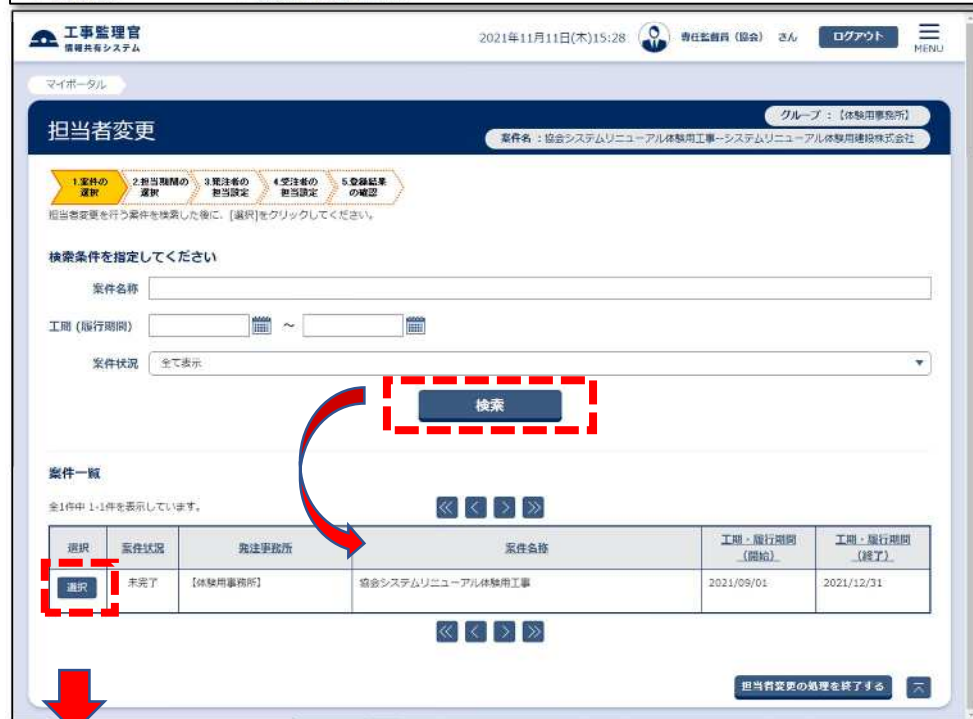 工事監理官
情報共有システム
2021年11月11日(木)15:28
専任監督員（協会） さん
ログアウト
MENU
マイポータル
担当者変更
グループ：【体験用事務所】
案件名：協会システムリニューアル体験用工事--システムリニューアル体験用建設株式会社
1.案件の選択
2.担当期間の選択
3.発注者の担当設定
4.受注者の担当設定
5.登録結果の確認
担当者変更を行う案件を検索した後に、[選択]をクリックしてください。
検索条件を指定してください
案件名称
工期 (履行期間)
～
案件状況
全て表示
検索
案件一覧
全1件中 1-1件を表示しています。
選択 案件状況 発注事務所 案件名称 工期・履行期間（開始） 工期・履行期間（終了）
選択 未完了 【体験用事務所】 協会システムリニューアル体験用工事 2021/09/01 2021/12/31
担当者変更の処理を終了する